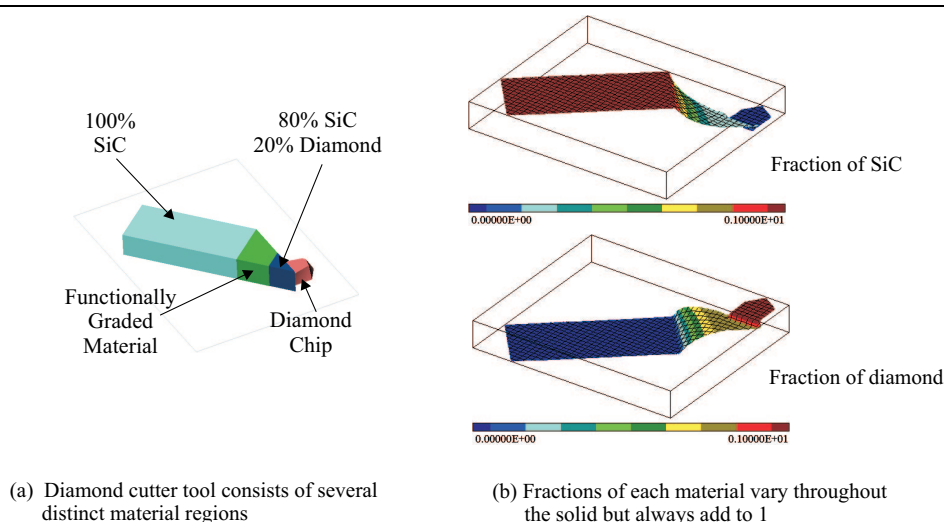 100%
SiC
80% SiC
20% Diamond
Functionally
Graded
Material
Diamond
Chip
(a) Diamond cutter tool consists of several
distinct material regions
Fraction of SiC
0.00000E+00 0.10000E+01
Fraction of diamond
0.00000E+00 0.10000E+01
(b) Fractions of each material vary throughout
the solid but always add to 1